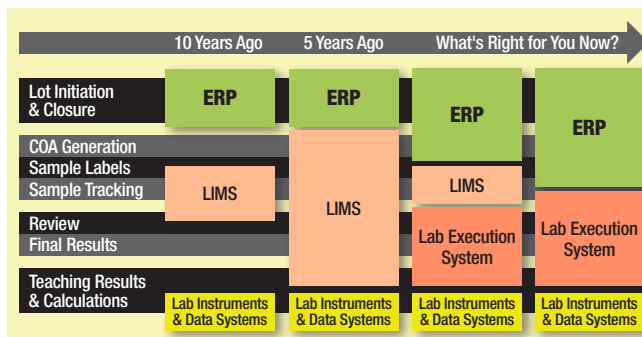 10 Years Ago
5 Years Ago
What's Right for You Now?
Lot Initiation
& Closure
ERP
ERP
ERP
ERP
COA Generation
Sample Labels
Sample Tracking
LIMS
LIMS
LIMS
Review
Final Results
Lab Execution
System
Lab Execution
System
Teaching Results
& Calculations
Lab Instruments
& Data Systems
Lab Instruments
& Data Systems
Lab Instruments
& Data Systems
Lab Instruments
& Data Systems